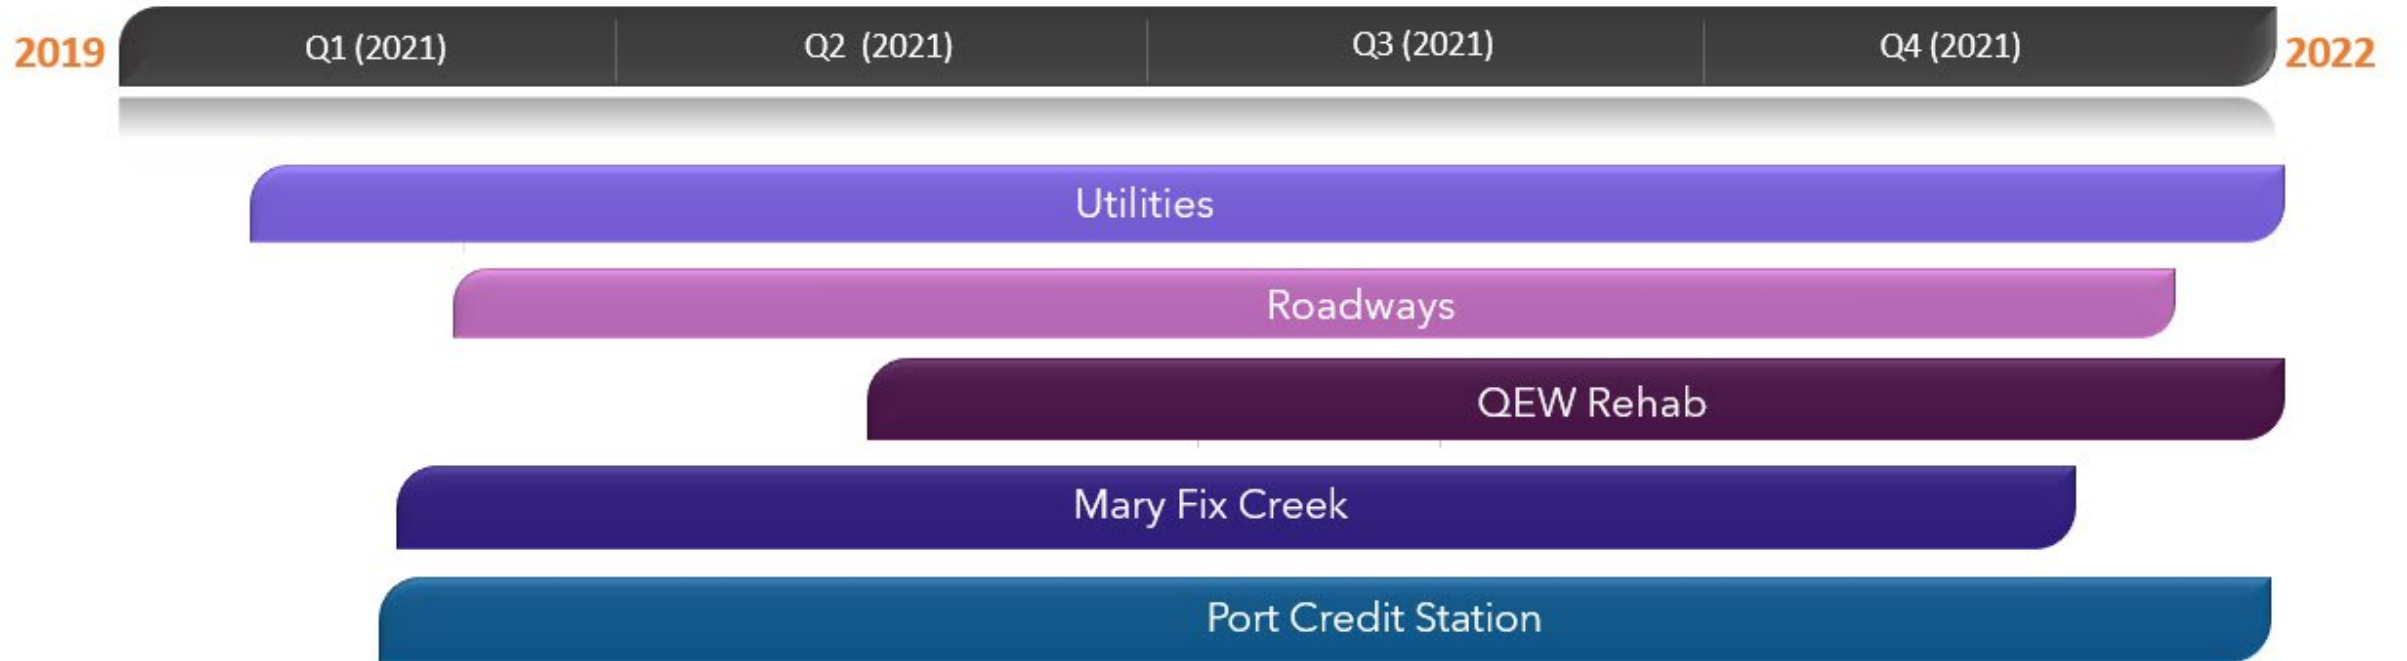 2019 Q1 (2021) Q2 (2021) Q3 (2021) Q4 (2021) 2022
Utilities
Roadways
QEW Rehab
Mary Fix Creek
Port Credit Station